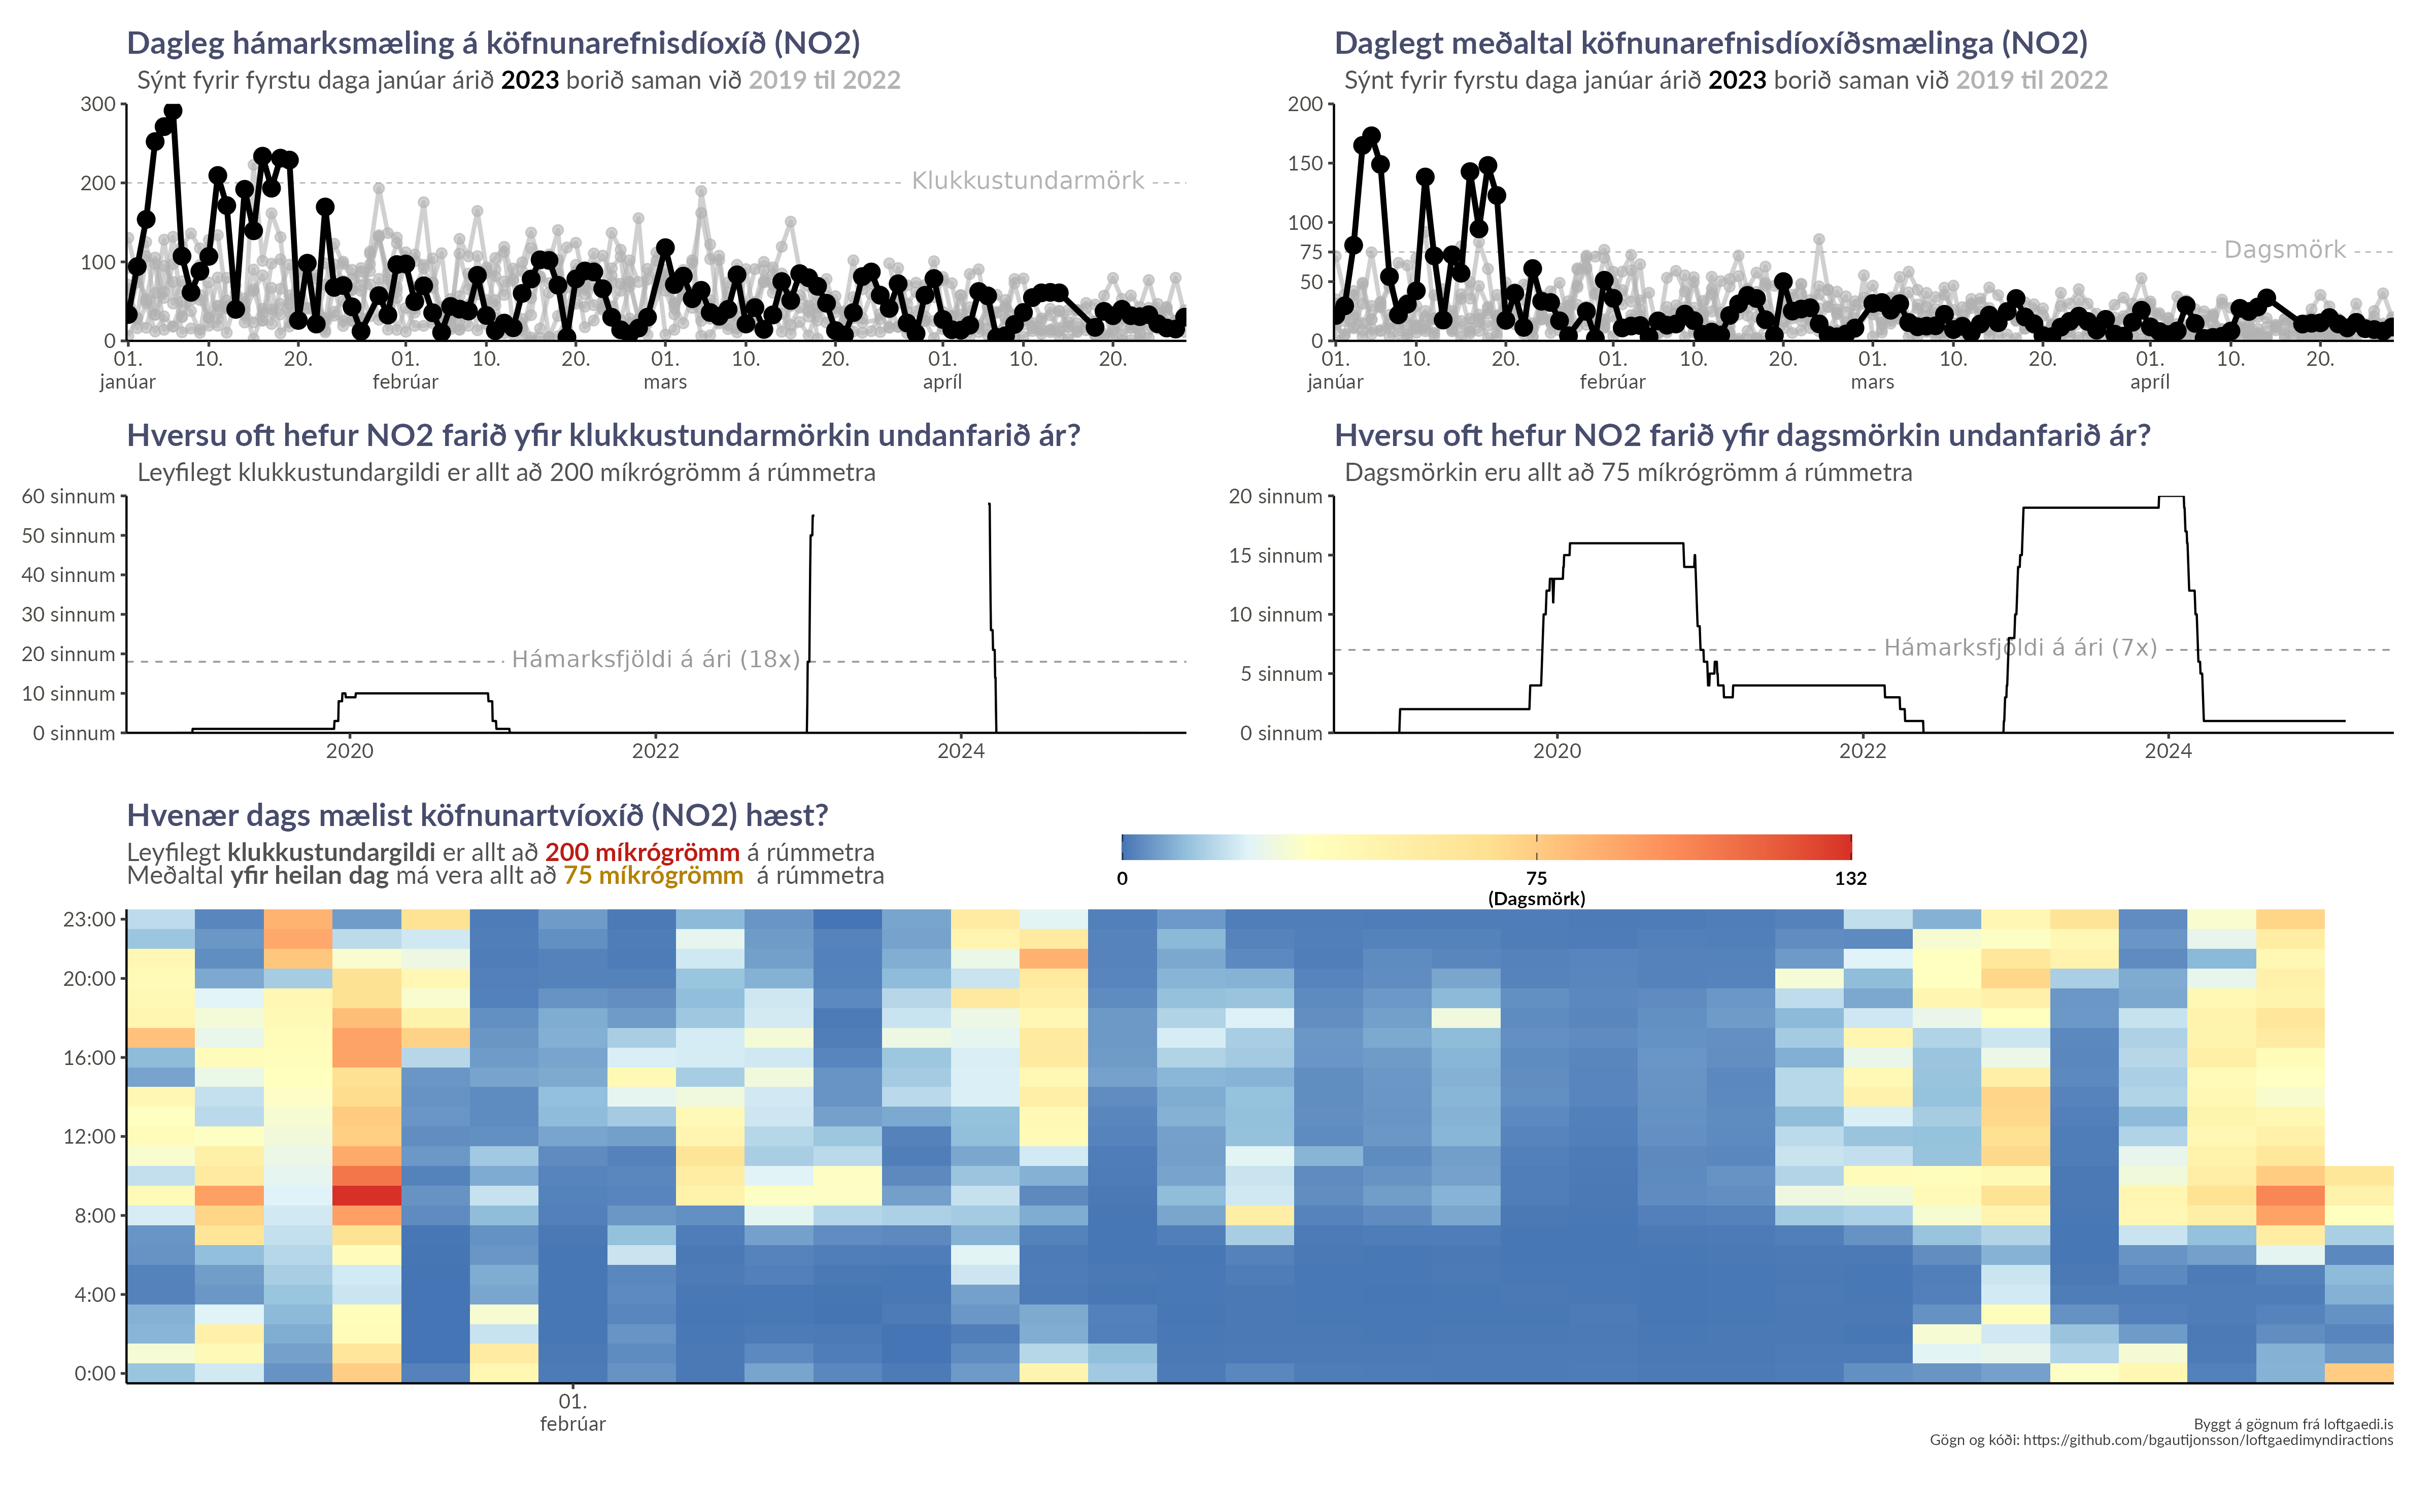 Dagleg hámarksmæling á köfnunarefnisdíoxíð (NO2)
Sýnt fyrir fyrstu daga janúar árið 2023 borið saman við 2019 til 2022
300
200
100
0
Klukkustundarmörk
01. 10. 20. 01. 10. 20. 01. 10. 20. 01. 10. 20.
janúar febrúar mars apríl
Daglegt meðaltal köfnunarefnisdíoxíðsmælinga (NO2)
Sýnt fyrir fyrstu daga janúar árið 2023 borið saman við 2019 til 2022
200
150
100
75
50
0
Dagsmörk
01. 10. 20. 01. 10. 20. 01. 10. 20. 01. 10. 20.
janúar febrúar mars apríl
Hversu oft hefur NO2 farið yfir klukkustundarmörkin undanfarið ár?
Leyfilegt klukkustundargildi er allt að 200 míkrógrömm á rúmmetra
60 sinnum
50 sinnum
40 sinnum
30 sinnum
20 sinnum
10 sinnum
0 sinnum
Hámarksfjöldi á ári (18x)
2020 2022 2024
Hversu oft hefur NO2 farið yfir dagsmörkin undanfarið ár?
Dagsmörkin eru allt að 75 míkrógrömm á rúmmetra
20 sinnum
15 sinnum
10 sinnum
5 sinnum
0 sinnum
Hámarksfjöldi á ári (7x)
2020 2022 2024
Hvenær dags mælist köfnunartvíoxíð (NO2) hæst?
Leyfilegt klukkustundargildi er allt að 200 míkrógrömm á rúmmetra
Meðaltal yfir heilan dag má vera allt að 75 míkrógrömm á rúmmetra
0 75 132
(Dagsmörk)
23:00
20:00
16:00
12:00
8:00
4:00
0:00
01.
febrúar
Byggt á gögnum frá loftgaedi.is
Gögn og kóði: https://github.com/bgautijonsson/loftgaedimyndiractions